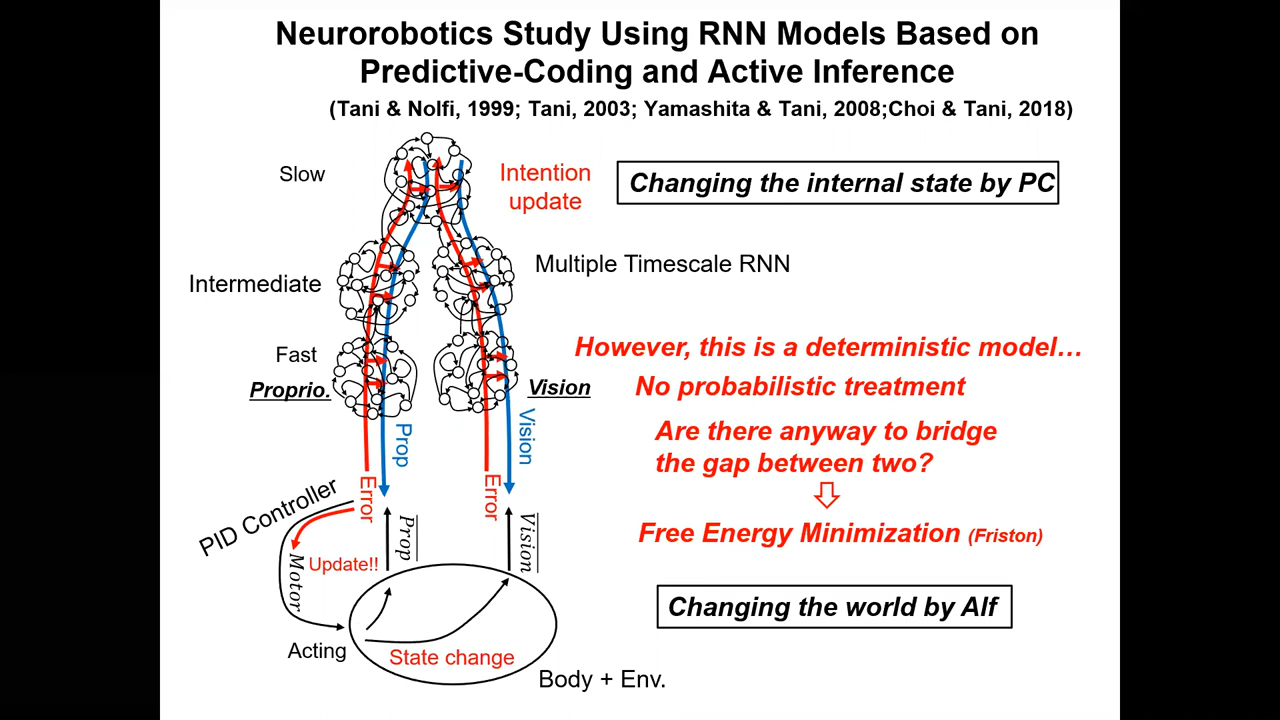 Neurorobotics Study Using RNN Models Based on
Predictive-Coding and Active Inference
(Tani & Nolfi, 1999; Tani, 2003; Yamashita & Tani, 2008;Choi & Tani, 2018)
Slow
Intention
update
Changing the internal state by PC
Intermediate
Multiple Timescale RNN
Fast
Proprio.
Vision
However, this is a deterministic model…
No probabilistic treatment
Are there anyway to bridge
the gap between two?
Prop
Vision
Error
Error
PID Controller
Prop
Vision
Motor
Update!!
Free Energy Minimization (Friston)
Changing the world by AIf
Acting
State change
Body + Env.